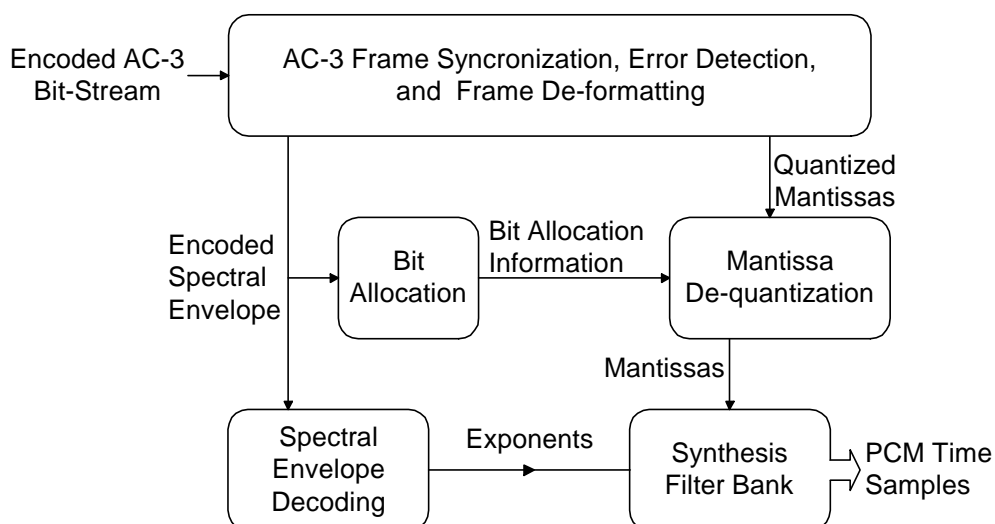 Encoded AC-3
Bit-Stream
AC-3 Frame Syncronization, Error Detection,
and Frame De-formatting
Quantized
Mantissas
Encoded
Spectral
Envelope
Bit
Allocation
Bit Allocation
Information
Mantissa
De-quantization
Mantissas
Spectral
Envelope
Decoding
Exponents
Synthesis
Filter Bank
PCM Time
Samples